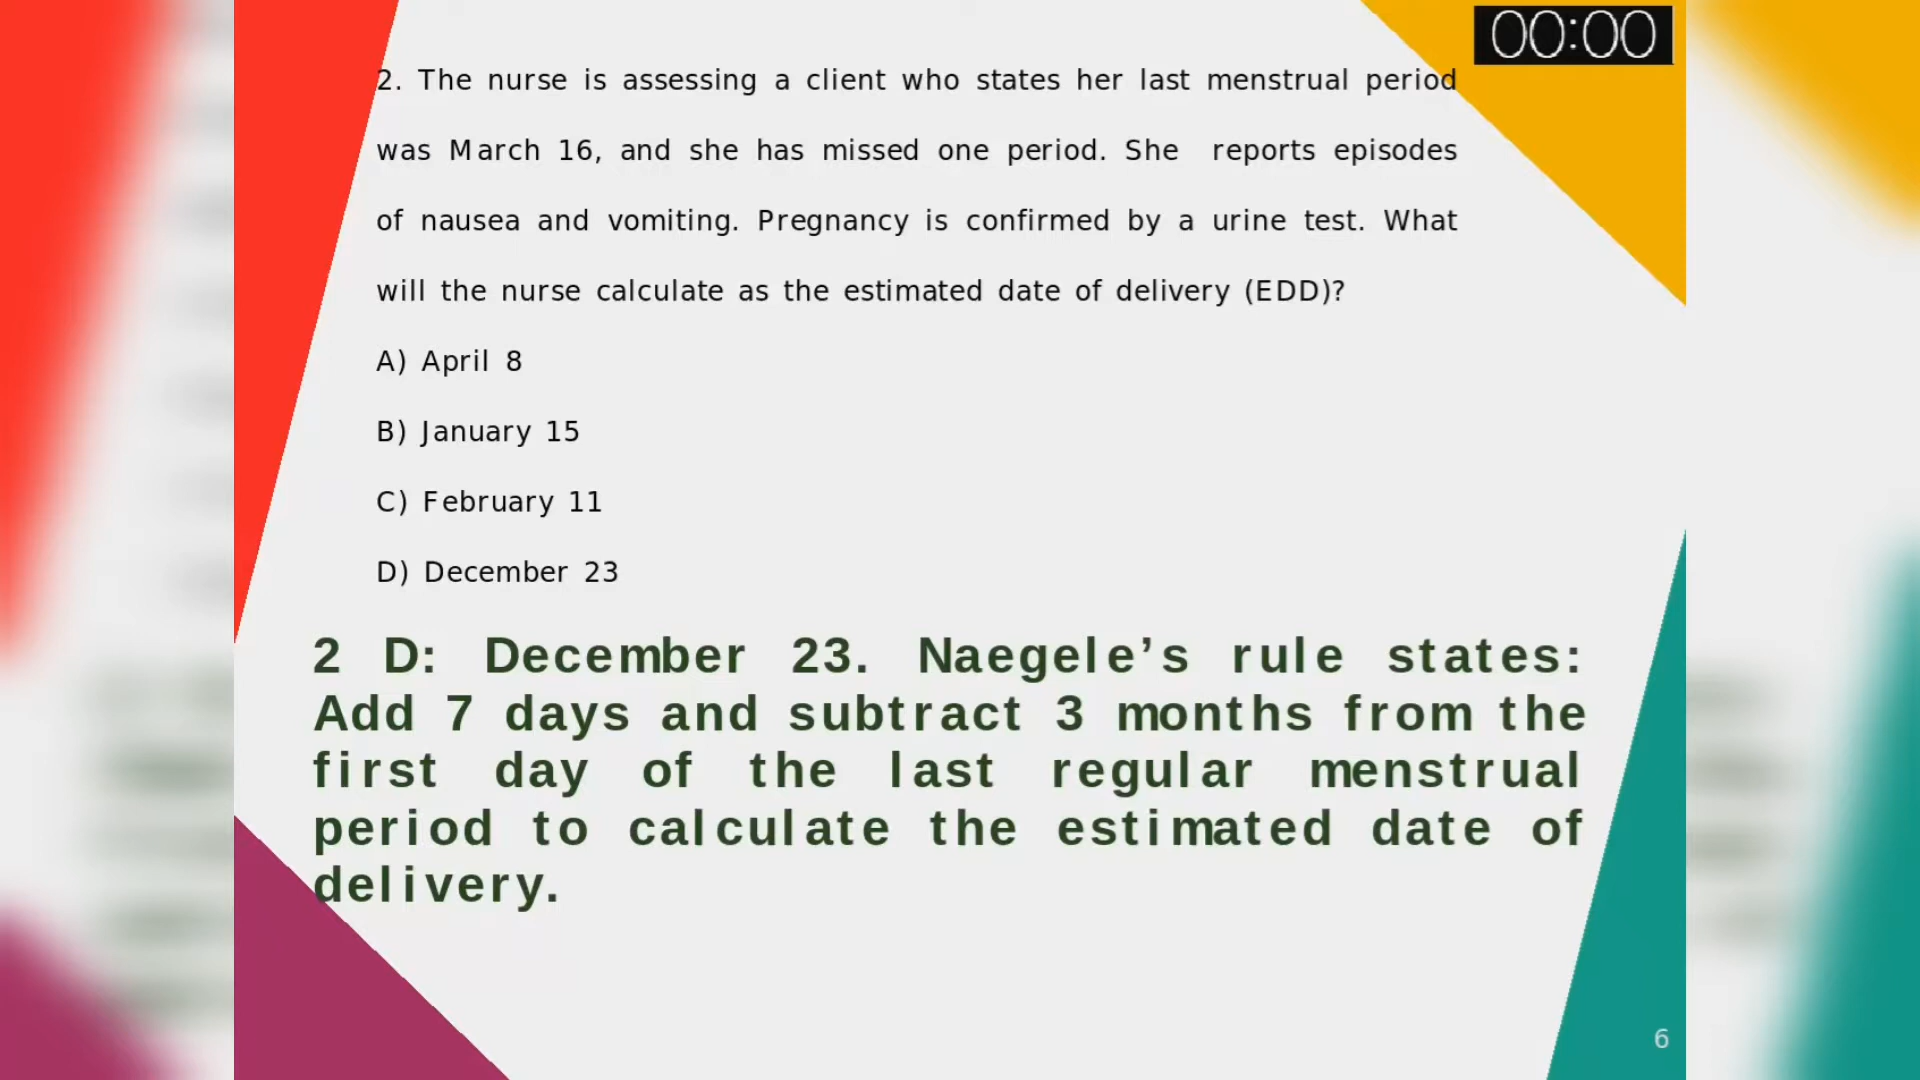 00:00
2. The nurse is assessing a client who states her last menstrual period
was March 16, and she has missed one period. She reports episodes
of nausea and vomiting. Pregnancy is confirmed by a urine test. What
will the nurse calculate as the estimated date of delivery (EDD)?
A) April 8
B) January 15
C) February 11
D) December 23
2 D: December 23. Naegele’s rule states:
Add 7 days and subtract 3 months from the
first day of the last regular menstrual
period to calculate the estimated date of
delivery.
6